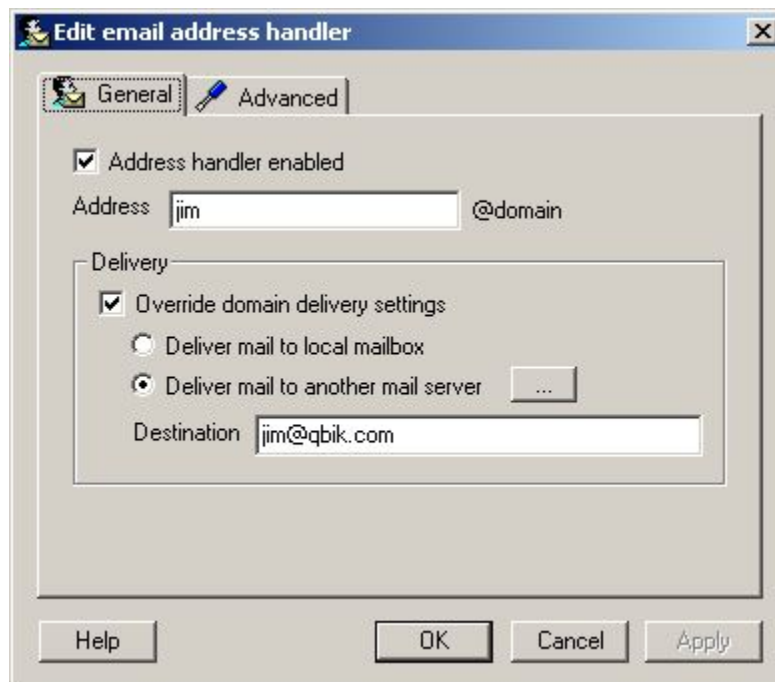 Edit email address handler
General
Advanced
Address handler enabled
Address jim @domain
Delivery
Override domain delivery settings
Deliver mail to local mailbox
Deliver mail to another mail server ...
Destination jim@qbik.com
Help OK Cancel Apply